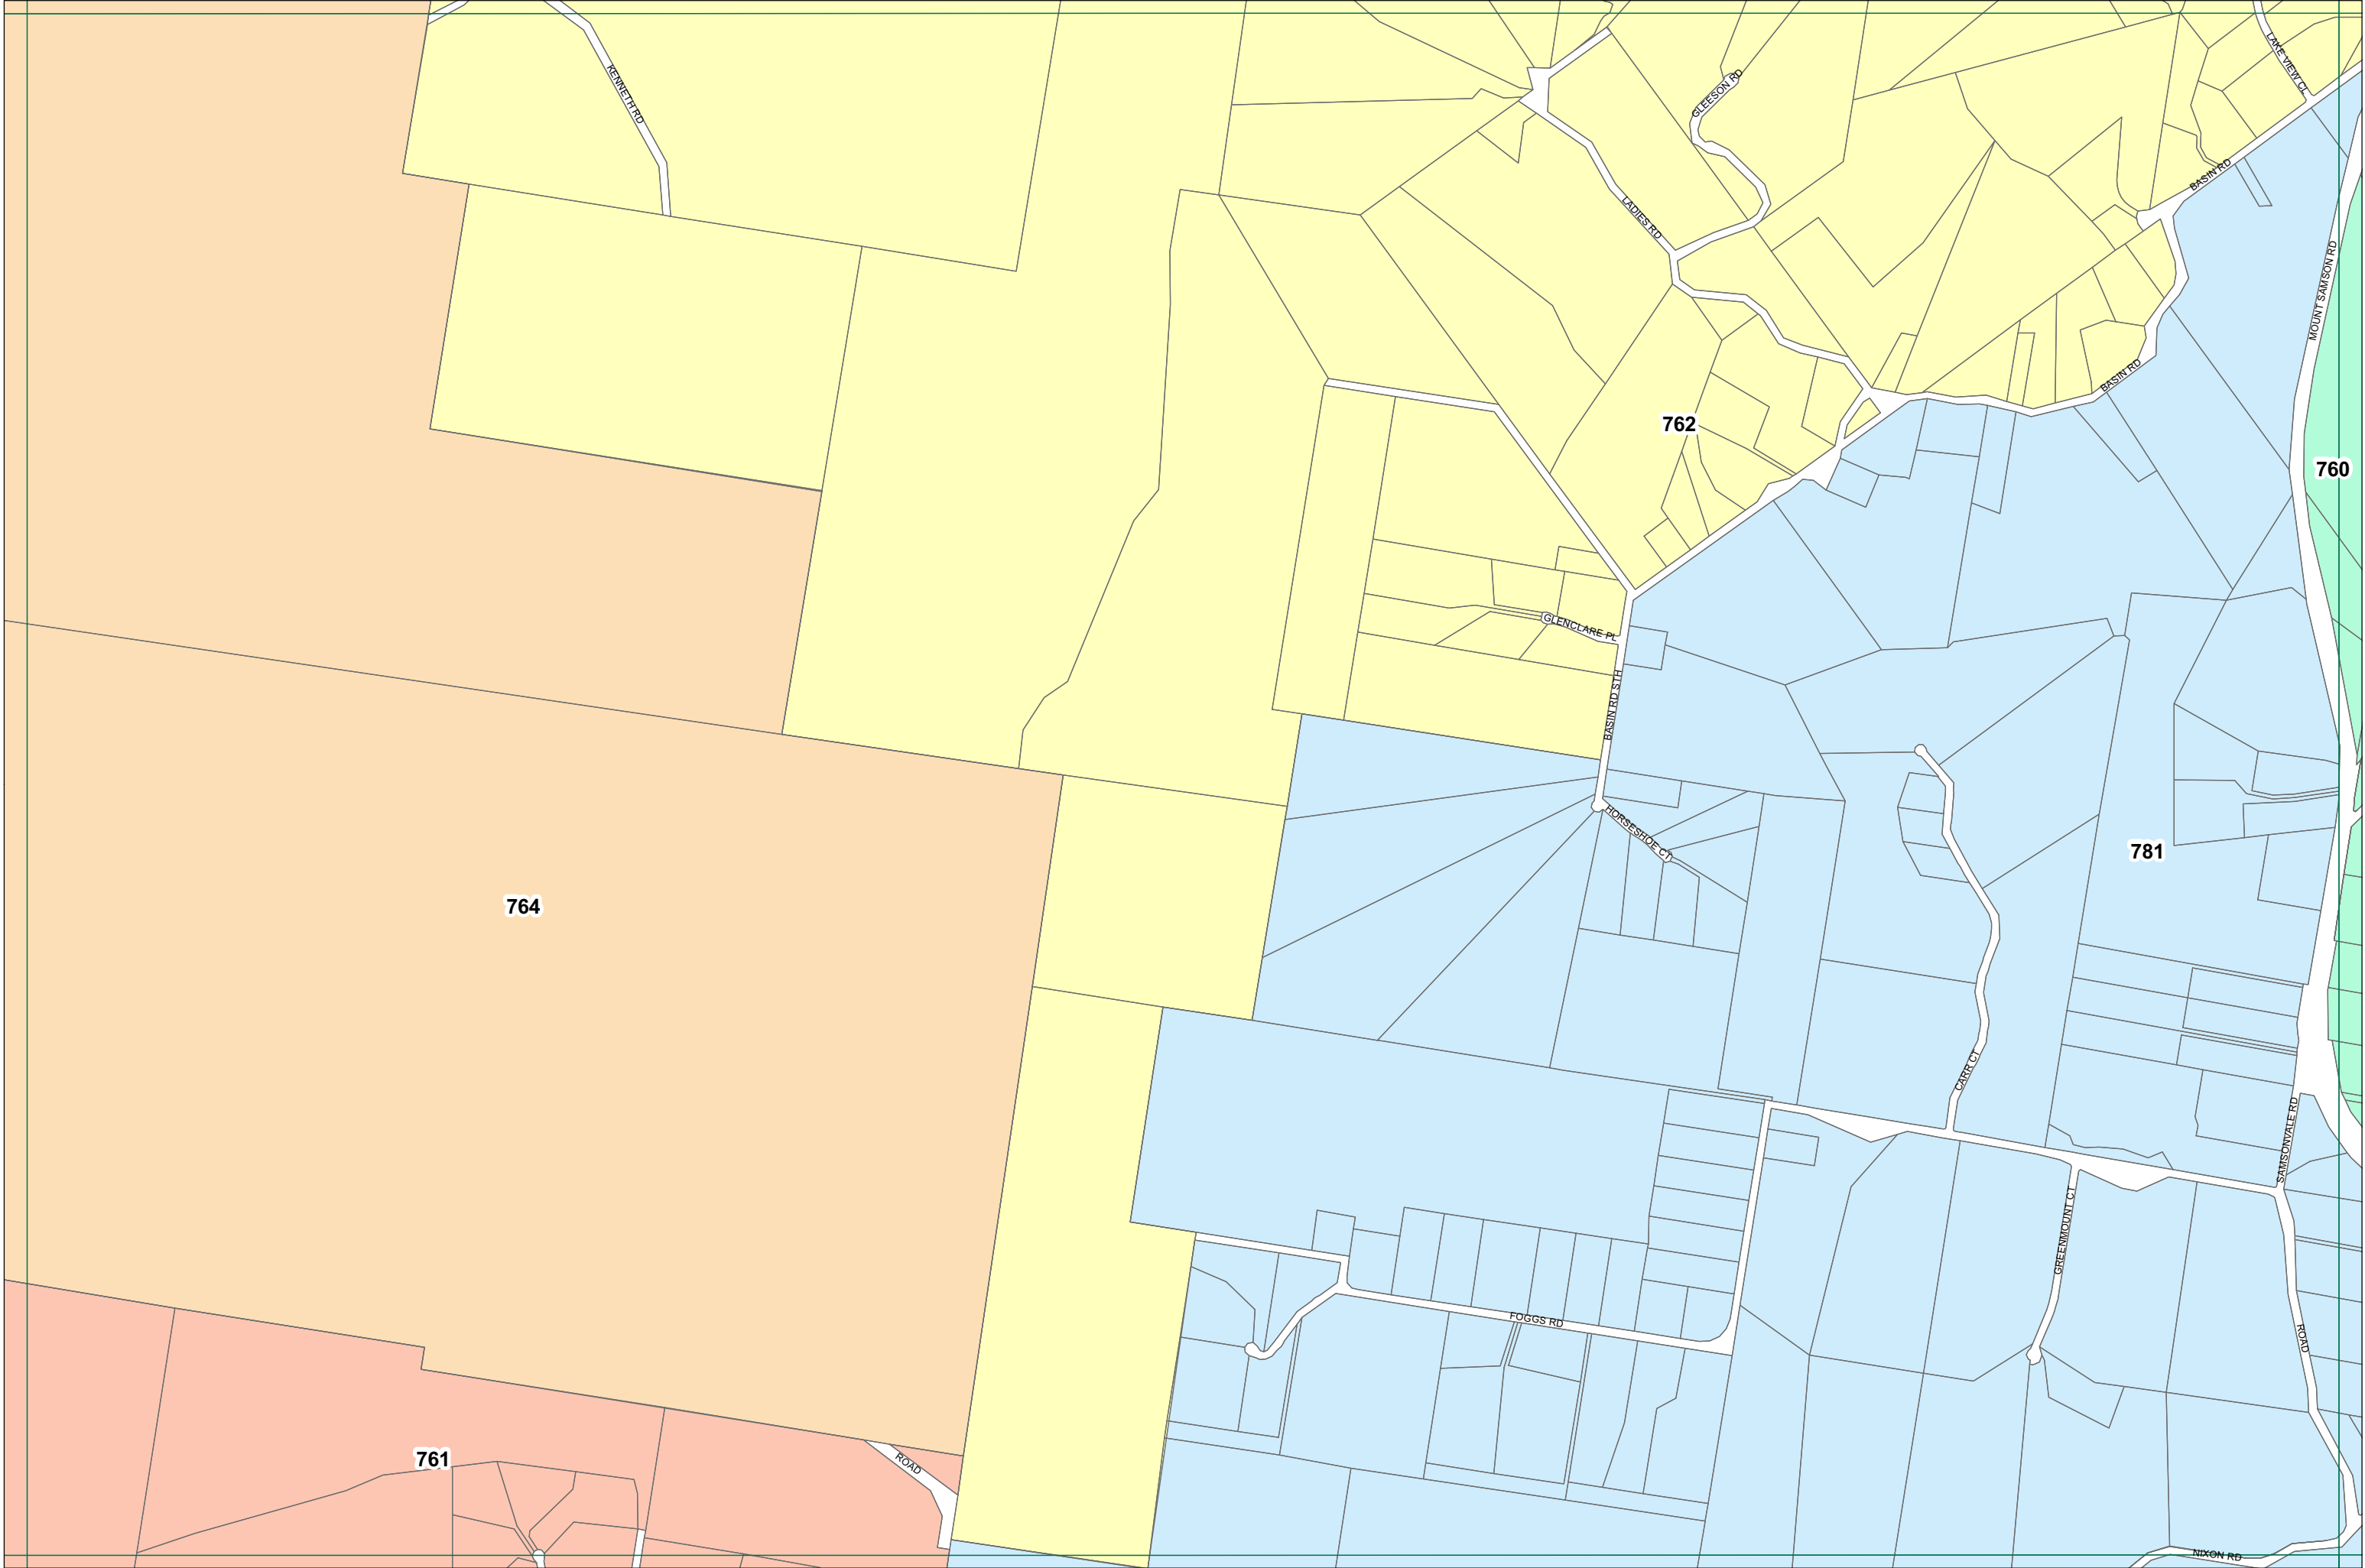 KENNETH RD
GLEESON RD
LAKE VIEW CL
BASIN RD
LADIES RD
MOUNT SAMSON RD
BASIN RD
762
760
GLENCLARE PL
BASIN RD STH
HORSESHOE CT
781
764
CARR CT
SAMSONVALE RD
GREENMOUNT CT
FOGGS RD
ROAD
761
ROAD
NIXON RD